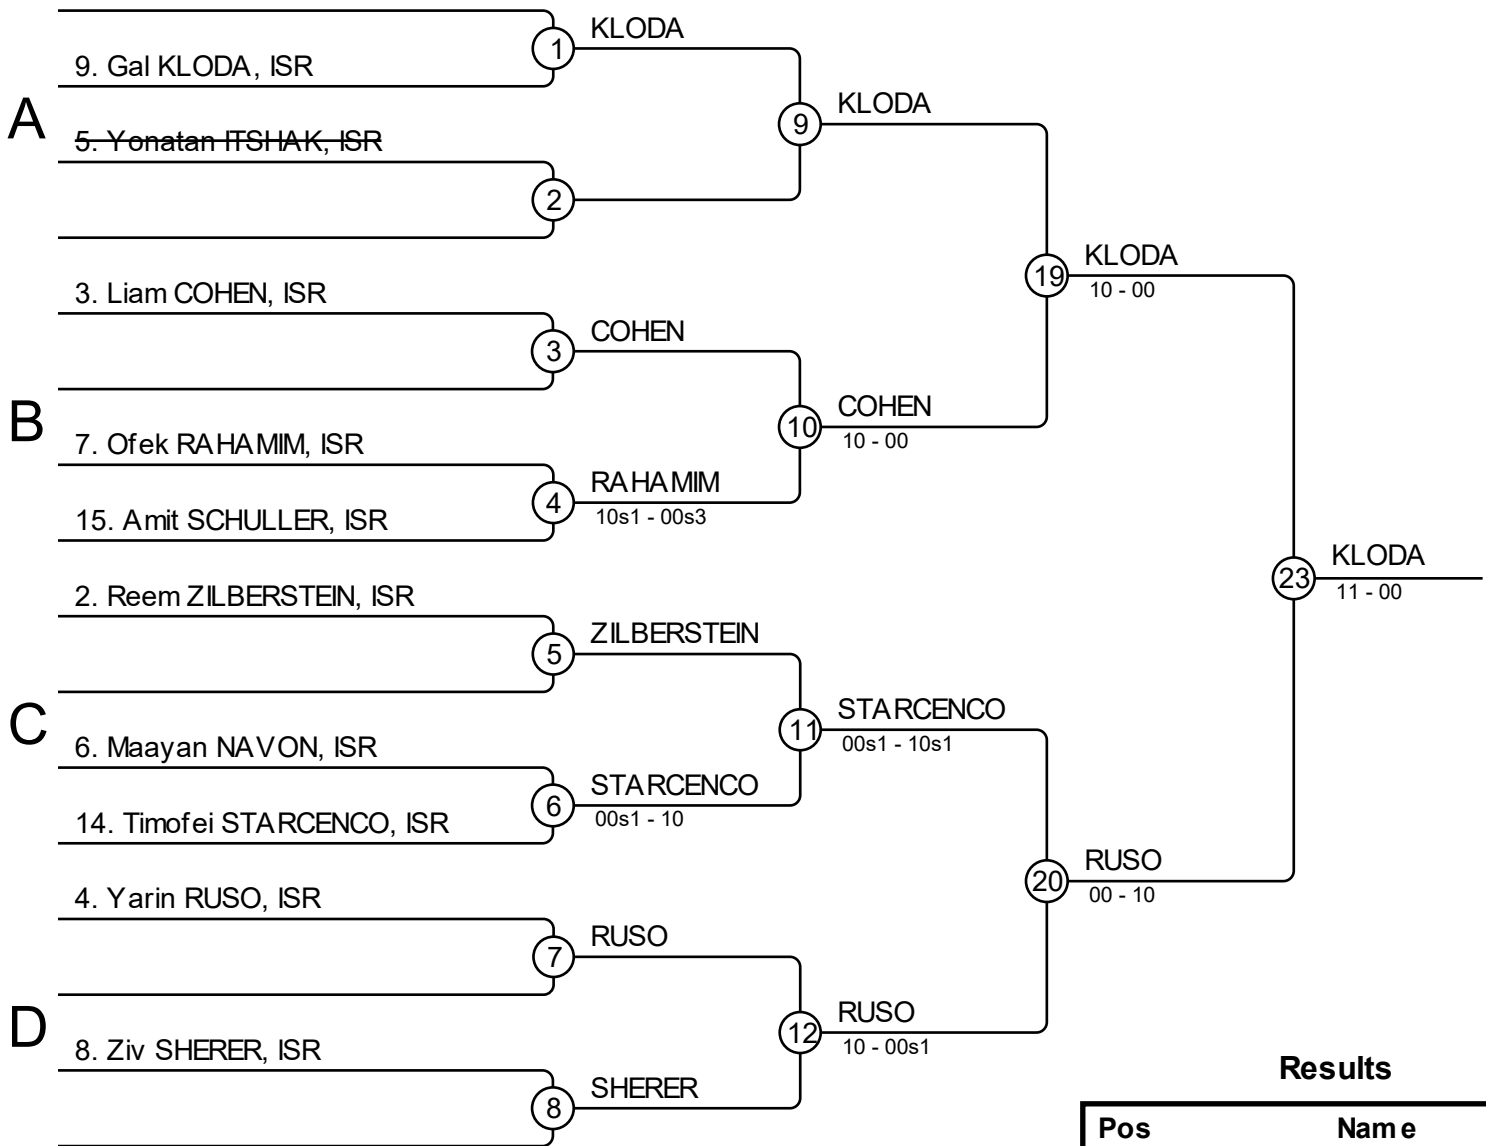 KLODA
1
9. Gal KLODA, ISR
KLODA
A
9
5. Yonatan ITSHAK, ISR
2
KLODA
19
10 - 00
3. Liam COHEN, ISR
COHEN
3
COHEN
B
10
10 - 00
7. Ofek RAHAMIM, ISR
RAHAMIM
4
10s1 - 00s3
15. Amit SCHULLER, ISR
KLODA
23
11 - 00
2. Reem ZILBERSTEIN, ISR
ZILBERSTEIN
5
STARCENCO
C
11
00s1 - 10s1
6. Maayan NAVON, ISR
STARCENCO
6
00s1 - 10
14. Timofei STARCENCO, ISR
RUSO
20
00 - 10
4. Yarin RUSO, ISR
RUSO
7
RUSO
D
12
10 - 00s1
8. Ziv SHERER, ISR
SHERER
8
Results
Pos Name